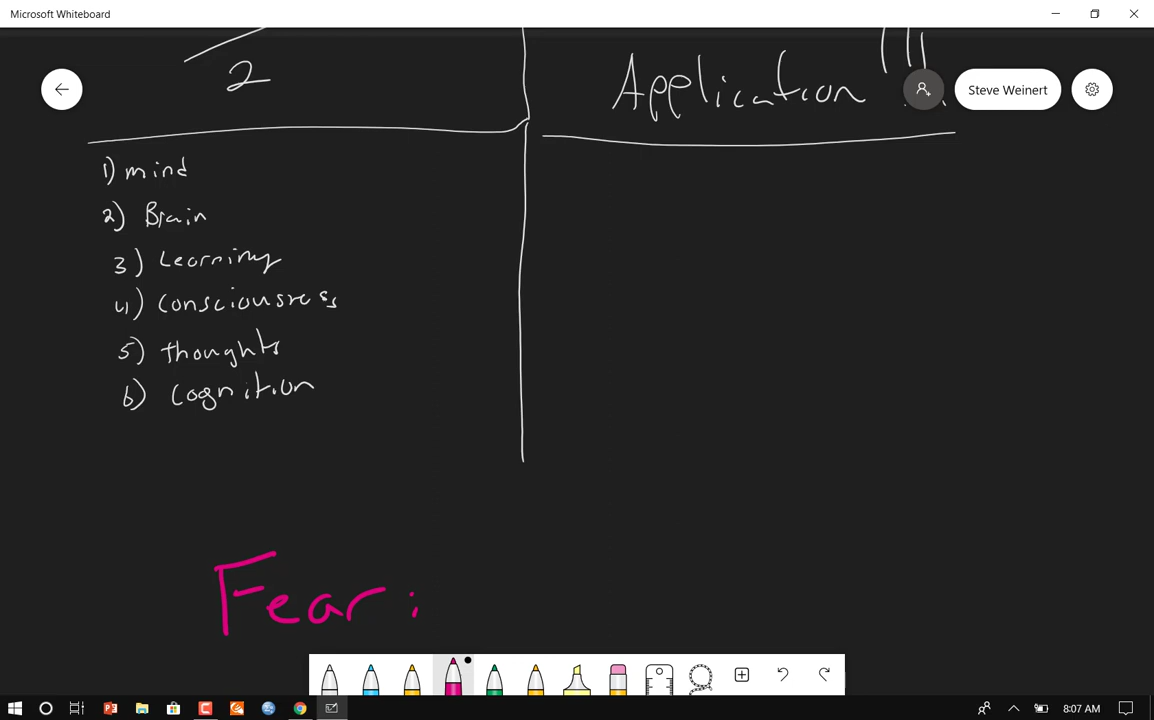 Microsoft Whiteboard
2
Application !!!
Steve Weinert
1) mind
2) Brain
3) Learning
4) consciousness
5) thoughts
6) cognition
Fear:
8:07 AM